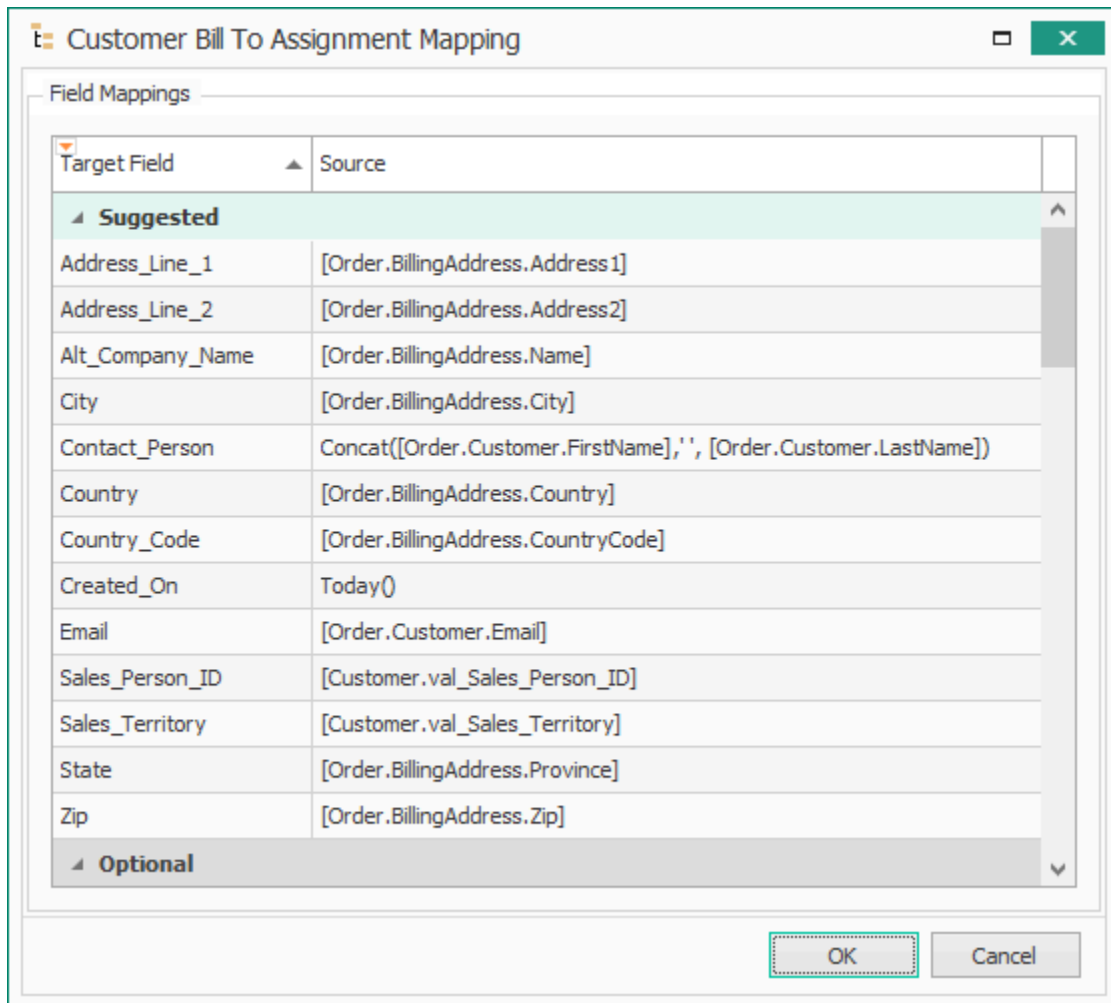 Customer Bill To Assignment Mapping
Field Mappings
Target Field Source
Suggested
Address_Line_1 [Order.BillingAddress.Address1]
Address_Line_2 [Order.BillingAddress.Address2]
Alt_Company_Name [Order.BillingAddress.Name]
City [Order.BillingAddress.City]
Contact_Person Concat([Order.Customer.FirstName],' ', [Order.Customer.LastName])
Country [Order.BillingAddress.Country]
Country_Code [Order.BillingAddress.CountryCode]
Created_On Today()
Email [Order.Customer.Email]
Sales_Person_ID [Customer.val_Sales_Person_ID]
Sales_Territory [Customer.val_Sales_Territory]
State [Order.BillingAddress.Province]
Zip [Order.BillingAddress.Zip]
Optional
OK Cancel